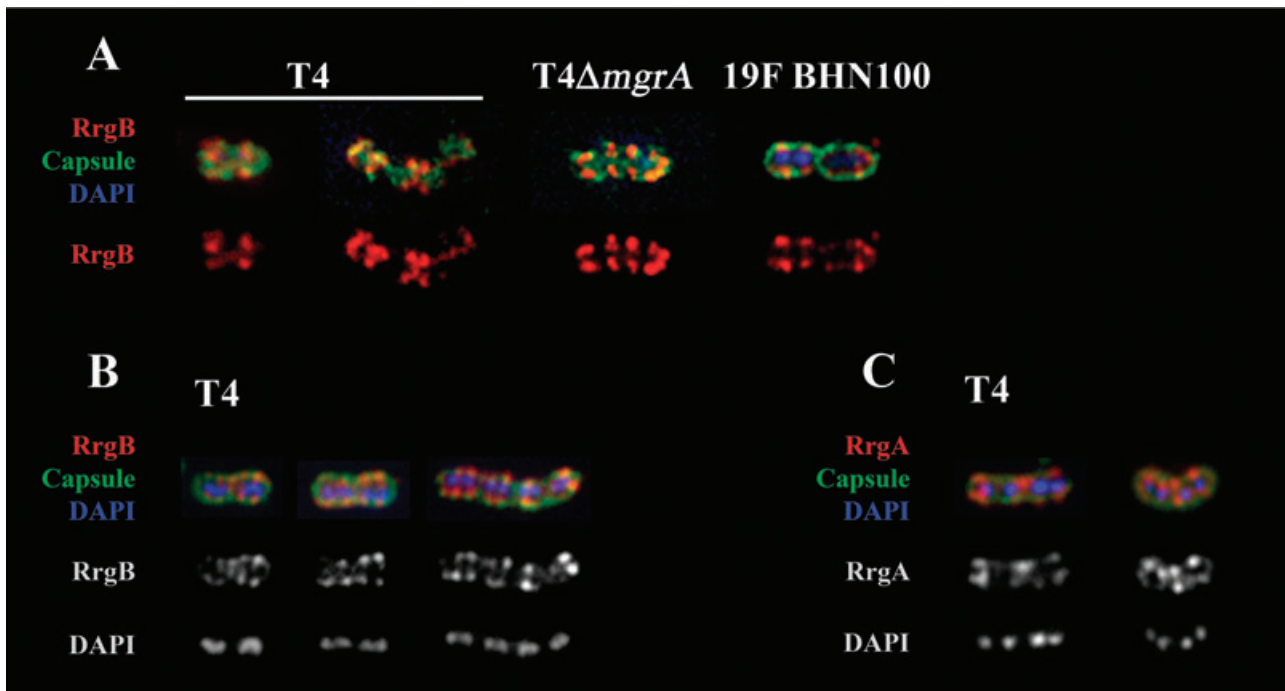 A
T4 T4ΔmgrA 19F BHN100
RrgB
Capsule
DAPI
RrgB
B
T4
RrgB
Capsule
DAPI
RrgB
DAPI
C
T4
RrgA
Capsule
DAPI
RrgA
DAPI